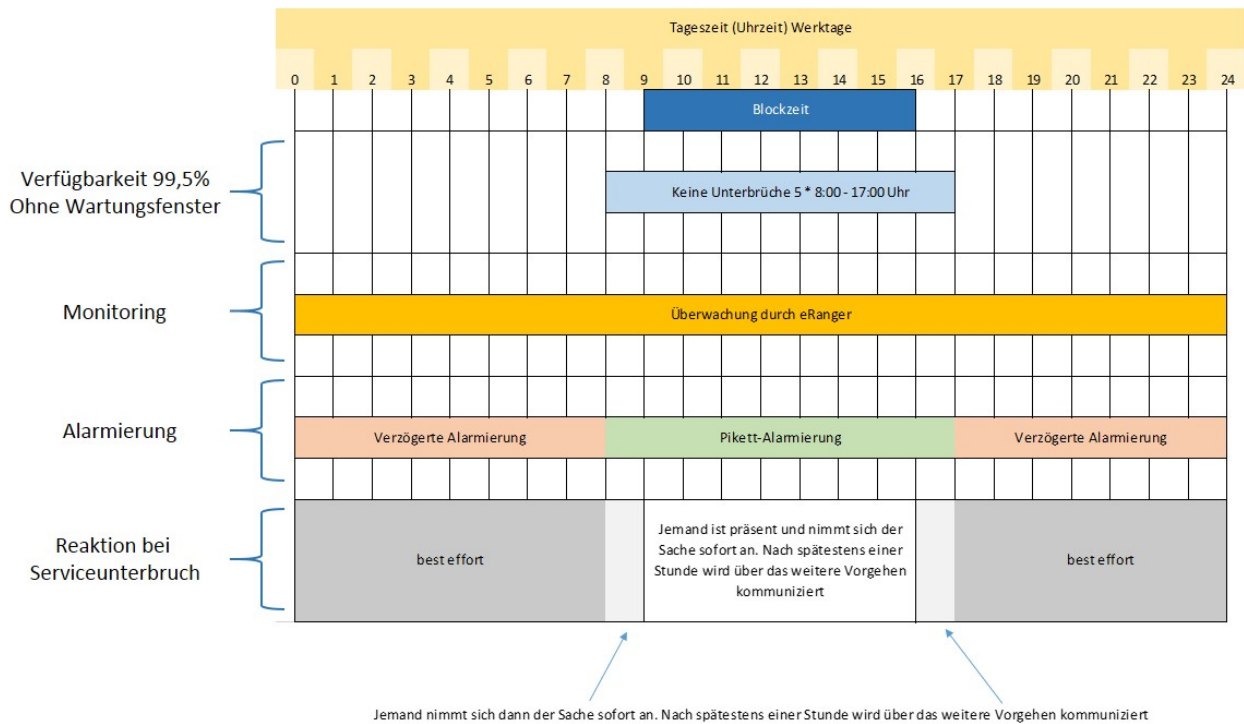 Tageszeit (Uhrzeit) Werktage
0 1 2 3 4 5 6 7 8 9 10 11 12 13 14 15 16 17 18 19 20 21 22 23 24
Blockzeit
Verfügbarkeit 99,5%
Ohne Wartungsfenster
Keine Unterbrüche 5 * 8:00 - 17:00 Uhr
Monitoring
Überwachung durch eRanger
Alarmierung
Verzögerte Alarmierung
Pikett-Alarmierung
Verzögerte Alarmierung
Reaktion bei
Serviceunterbruch
best effort
Jemand ist präsent und nimmt sich der
Sache sofort an. Nach spätestens einer
Stunde wird über das weitere Vorgehen
kommuniziert
best effort
Jemand nimmt sich dann der Sache sofort an. Nach spätestens einer Stunde wird über das weitere Vorgehen kommuniziert